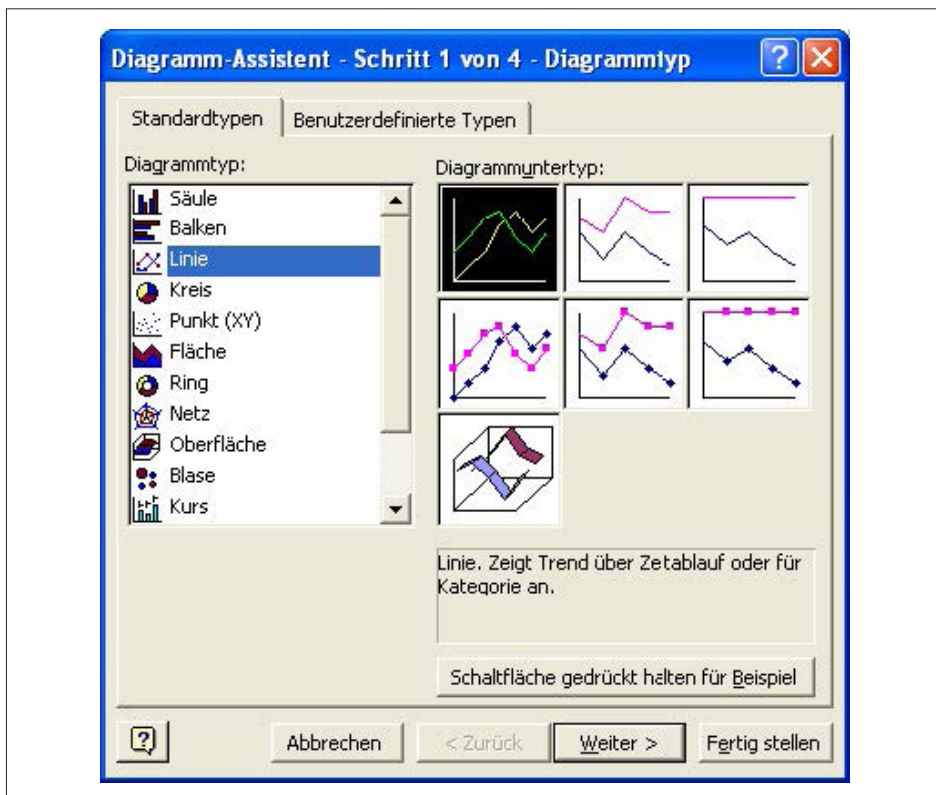 Diagramm-Assistent - Schritt 1 von 4 - Diagrammtyp
Standardtypen
Benutzerdefinierte Typen
Diagrammtyp:
Säule
Balken
Linie
Kreis
Punkt (XY)
Fläche
Ring
Netz
Oberfläche
Blase
Kurs
Diagrammuntertyp:
Linie. Zeigt Trend über Zetablauf oder für
Kategorie an.
Schaltfläche gedrückt halten für Beispiel
Abbrechen
< Zurück
Weiter >
Fertig stellen